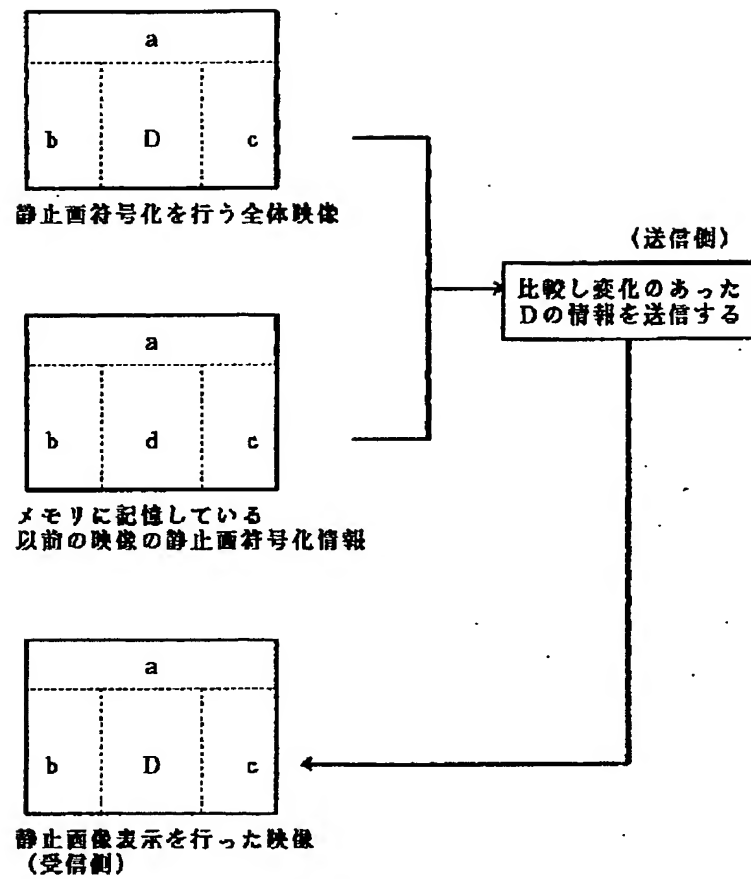 a
b D c
静止画符号化を行う全体映像
(送信側)
比較し変化のあった
Dの情報を送信する
a
b d c
メモリに記憶している
以前の映像の静止画符号化情報
a
b D c
静止画像表示を行った映像
(受信側)